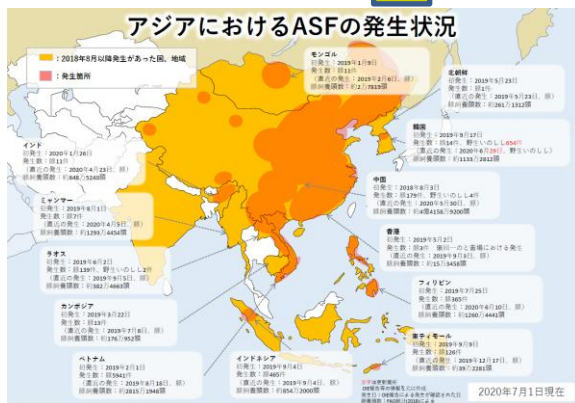 アジアにおけるASFの発生状況
：2018年8月以降発生があった国、地域
：発生箇所
モンゴル
初発生：2019年1月9日
発生数：豚11件
（直近の発生：2019年2月6日、豚）
豚飼養頭数：約2万7819頭
北朝鮮
初発生：2019年5月23日
発生数：豚1件
（直近の発生：2019年5月23日、豚）
豚飼養頭数：約261万1312頭
韓国
初発生：2019年9月17日
発生数：豚14件、野生いのしし654件
（直近の発生：2020年6月29日、野生いのしし）
豚飼養頭数：約1133万2812頭
インド
初発生：2020年1月26日
発生数：豚11件
（直近の発生：2020年4月23日、豚）
豚飼養頭数：約848万5240頭
中国
初発生：2018年8月3日
発生数：豚179件、野生いのしし4件
（直近の発生：2020年5月30日、豚）
豚飼養頭数：約4億4158万9200頭
ミャンマー
初発生：2019年8月1日
発生数：豚7件
（直近の発生：2020年4月9日、豚）
豚飼養頭数：約1293万4454頭
香港
初発生：2019年5月2日
発生数：豚3件
（直近の発生：2019年9月3日、豚）
豚飼養頭数：約15万3458頭
ラオス
初発生：2019年6月2日
発生数：豚139件、野生いのしし2件
（直近の発生：2019年9月5日、豚）
豚飼養頭数：約382万4663頭
フィリピン
初発生：2019年7月25日
発生数：豚365件
（直近の発生：2020年4月10日、豚）
豚飼養頭数：約1260万4441頭
カンボジア
初発生：2019年3月22日
発生数：豚13件
（直近の発生：2019年7月8日、豚）
豚飼養頭数：約176万952頭
東ティモール
初発生：2019年9月9日
発生数：豚126件
（直近の発生：2019年12月17日、豚）
豚飼養頭数：約39万2281頭
ベトナム
初発生：2019年2月1日
発生数：豚5941件
（直近の発生：2019年8月16日、豚）
豚飼養頭数：約2815万1948頭
インドネシア
初発生：2019年9月4日
発生数：豚465件
（直近の発生：2019年9月4日、豚）
豚飼養頭数：約854万2000頭
赤字は更新箇所
2020年7月1日現在